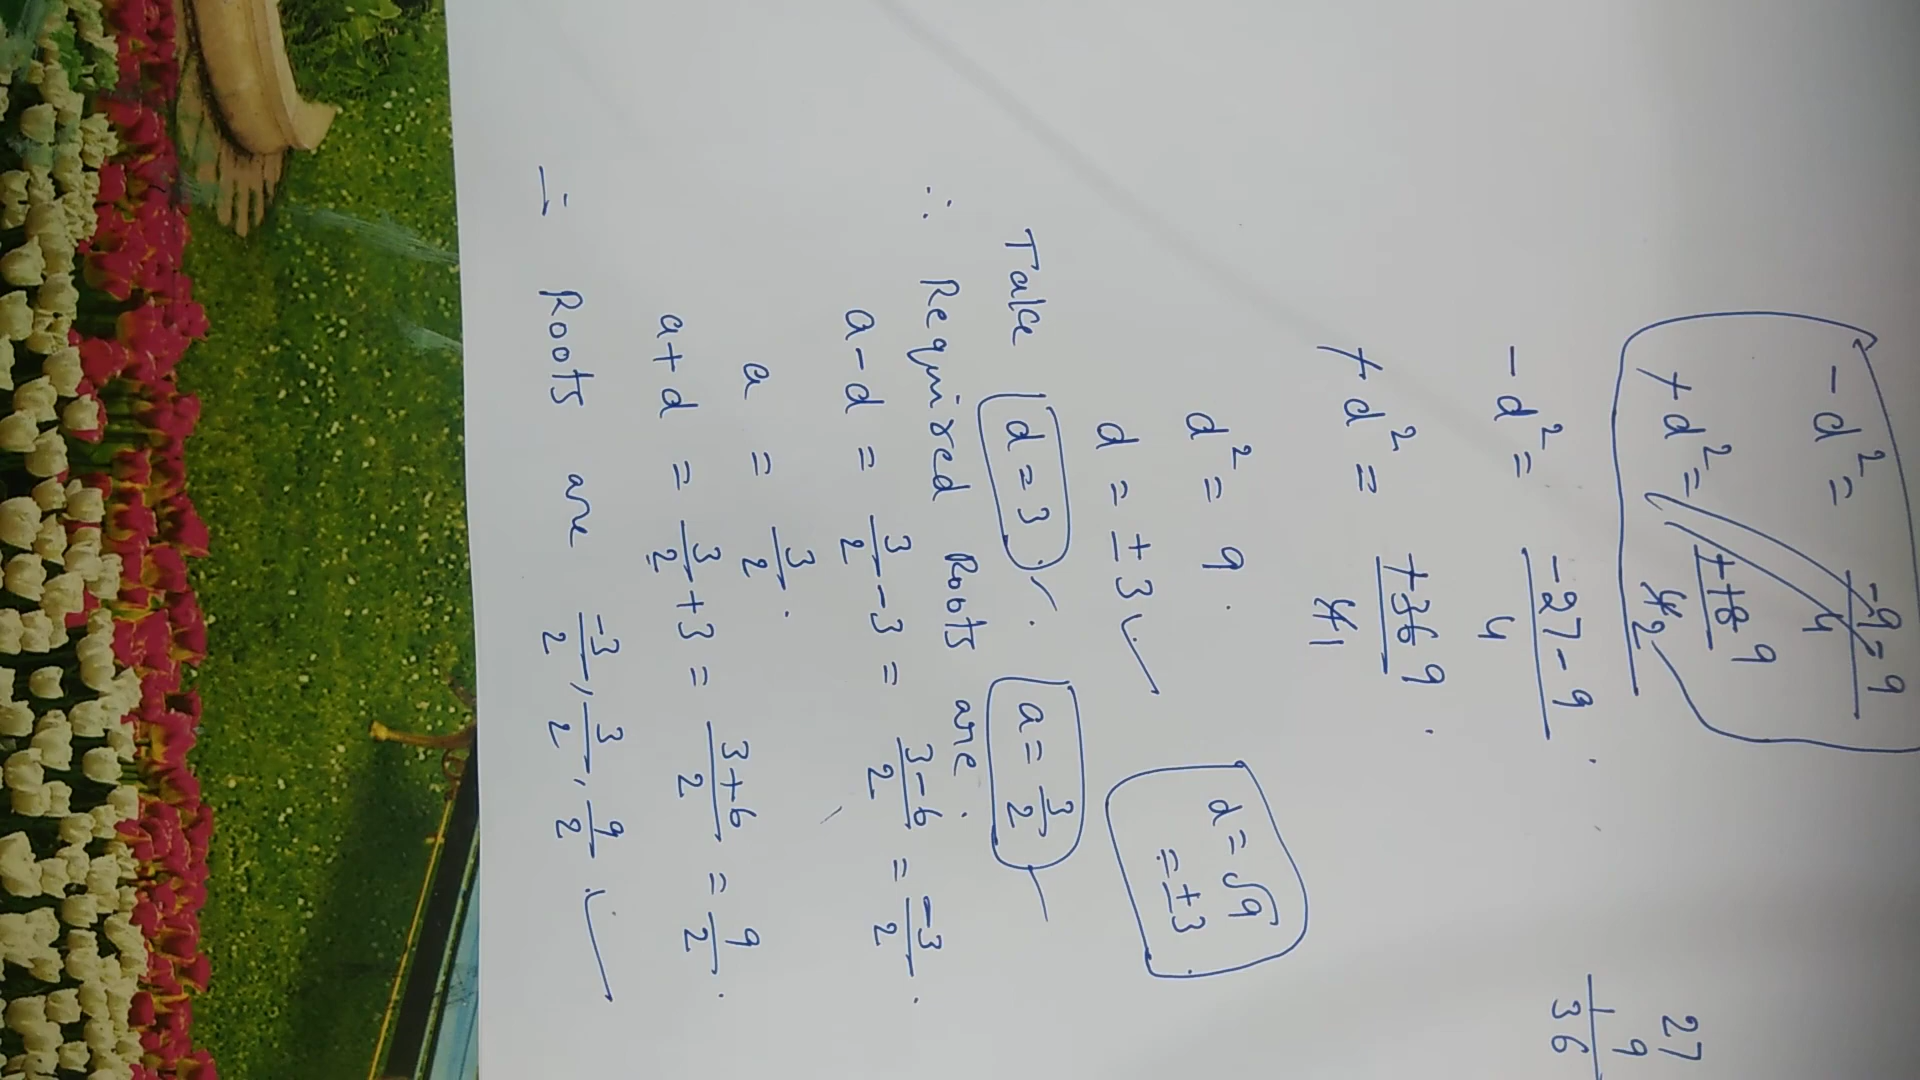 -d² = -9-9/4
+d² = +18 9/4 2
-d² = -27-9/4
+d² = +36 9/4 1
27
9
36
d² = 9.
d = ±3
d = √9
= ±3
Take d = 3. a = 3/2
∴ Required Roots are.
a-d = 3/2 - 3 = 3-6/2 = -3/2.
a = 3/2.
a+d = 3/2 + 3 = 3+6/2 = 9/2.
∴ Roots are -3/2, 3/2, 9/2